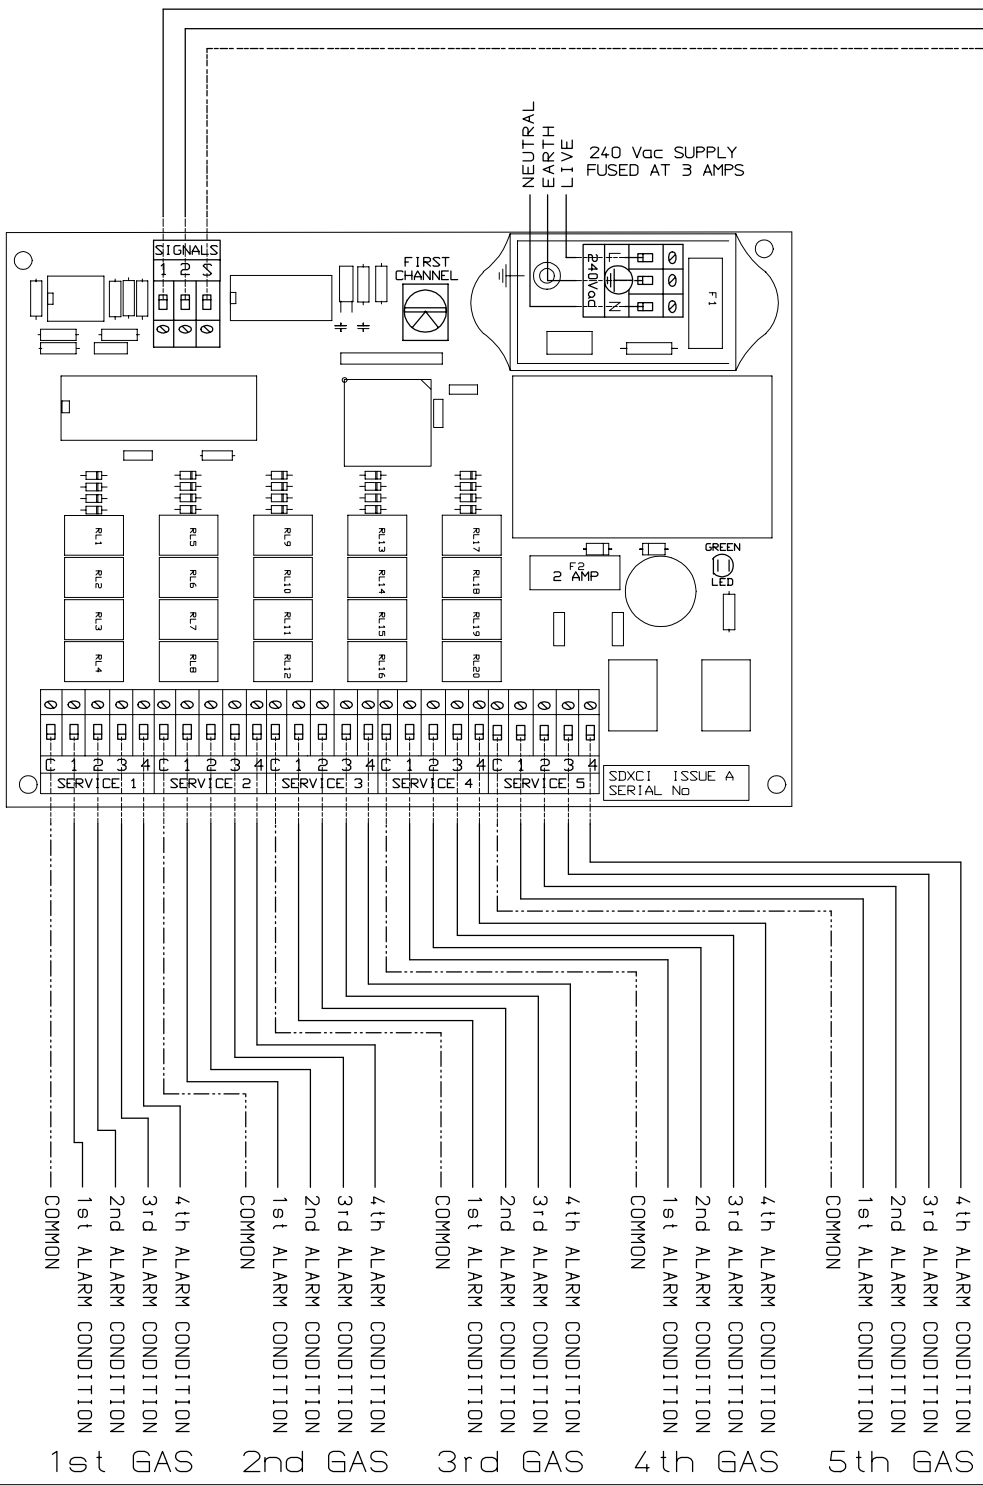 NEUTRAL
EARTH
LIVE
240 Vac SUPPLY
FUSED AT 3 AMPS
SIGNALS
1 2 S
FIRST
CHANNEL
240Vac
L
N
F1
RL1
RL2
RL3
RL4
RL5
RL6
RL7
RL8
RL9
RL10
RL11
RL12
RL13
RL14
RL15
RL16
RL17
RL18
RL19
RL20
F2
2 AMP
GREEN
LED
C 1 2 3 4 C 1 2 3 4 C 1 2 3 4 C 1 2 3 4 C 1 2 3 4
SERVICE 1 SERVICE 2 SERVICE 3 SERVICE 4 SERVICE 5
SDXCI ISSUE A
SERIAL No
COMMON
1st ALARM CONDITION
2nd ALARM CONDITION
3rd ALARM CONDITION
4th ALARM CONDITION
1st GAS
COMMON
1st ALARM CONDITION
2nd ALARM CONDITION
3rd ALARM CONDITION
4th ALARM CONDITION
2nd GAS
COMMON
1st ALARM CONDITION
2nd ALARM CONDITION
3rd ALARM CONDITION
4th ALARM CONDITION
3rd GAS
COMMON
1st ALARM CONDITION
2nd ALARM CONDITION
3rd ALARM CONDITION
4th ALARM CONDITION
4th GAS
COMMON
1st ALARM CONDITION
2nd ALARM CONDITION
3rd ALARM CONDITION
4th ALARM CONDITION
5th GAS